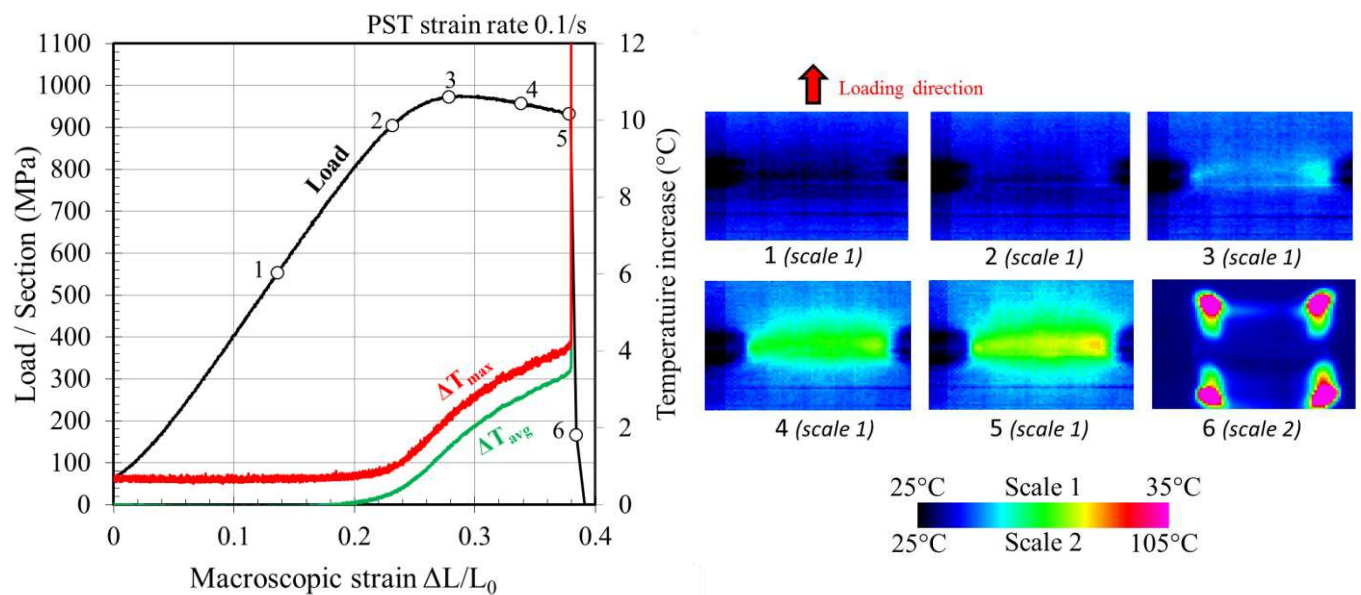 PST strain rate 0.1/s
Load / Section (MPa)
1100
1000
900
800
700
600
500
400
300
200
100
0
12
10
8
6
4
2
0
Temperature increase (°C)
0
0.1
0.2
0.3
0.4
Macroscopic strain ΔL/L₀
Load
ΔTmax
ΔTavg
1
2
3
4
5
6
Loading direction
1 (scale 1)
2 (scale 1)
3 (scale 1)
4 (scale 1)
5 (scale 1)
6 (scale 2)
25°C Scale 1 35°C
25°C Scale 2 105°C